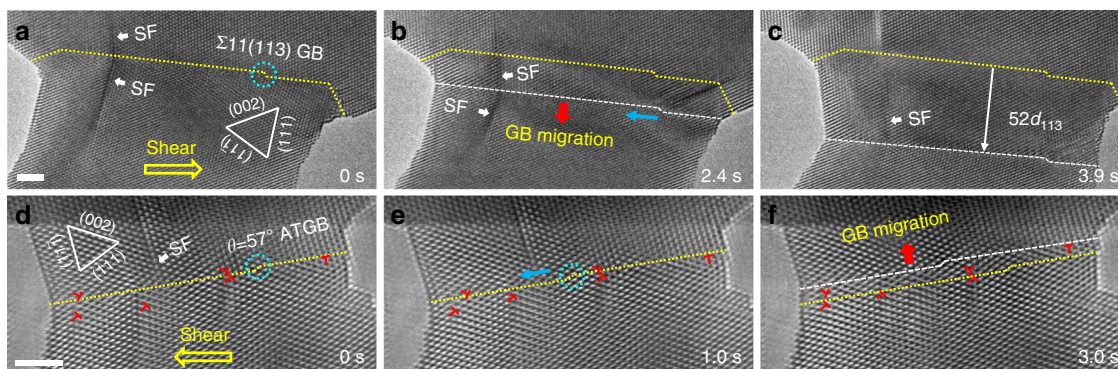 a
SF
SF
Σ11(113) GB
(002)
(111)
(111)
Shear
0 s
b
SF
SF
GB migration
2.4 s
c
SF
52d113
3.9 s
d
(002)
(111)
(111)
SF
θ=57° ATGB
Shear
0 s
e
1.0 s
f
GB migration
3.0 s